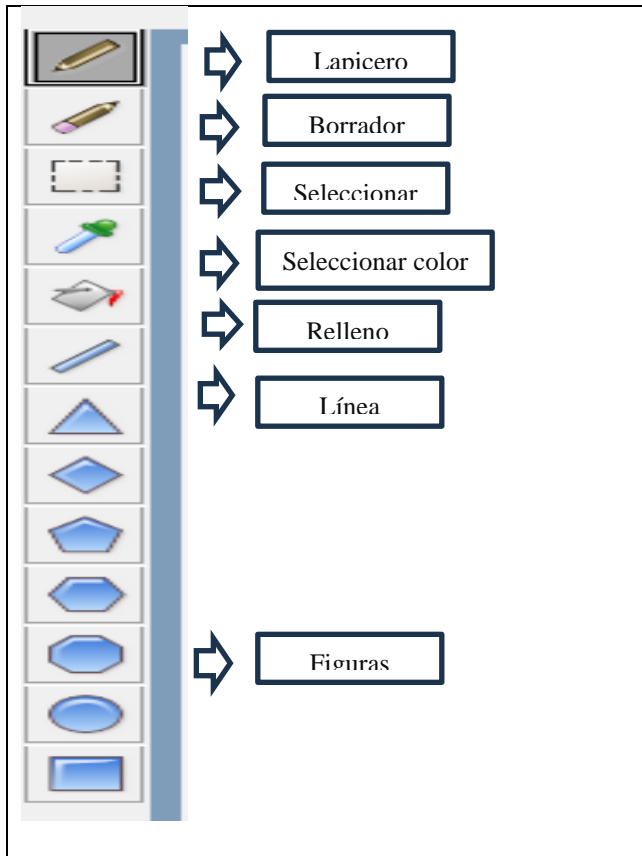 Lapicero
Borrador
Seleccionar
Seleccionar color
Relleno
Línea
Figuras